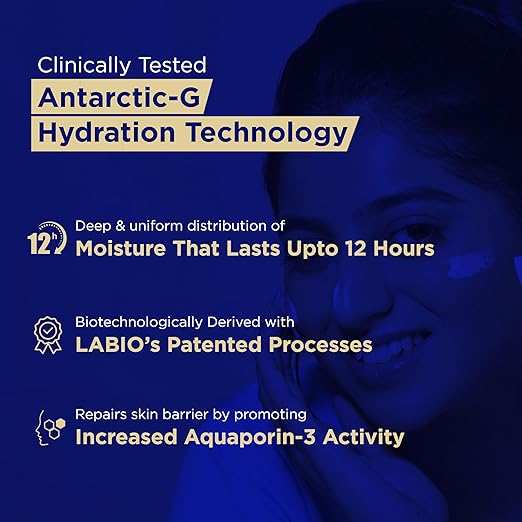 Clinically Tested
Antarctic-G
Hydration Technology
12h
Deep & uniform distribution of
Moisture That Lasts Upto 12 Hours
Biotechnologically Derived with
LABIO's Patented Processes
Repairs skin barrier by promoting
Increased Aquaporin-3 Activity